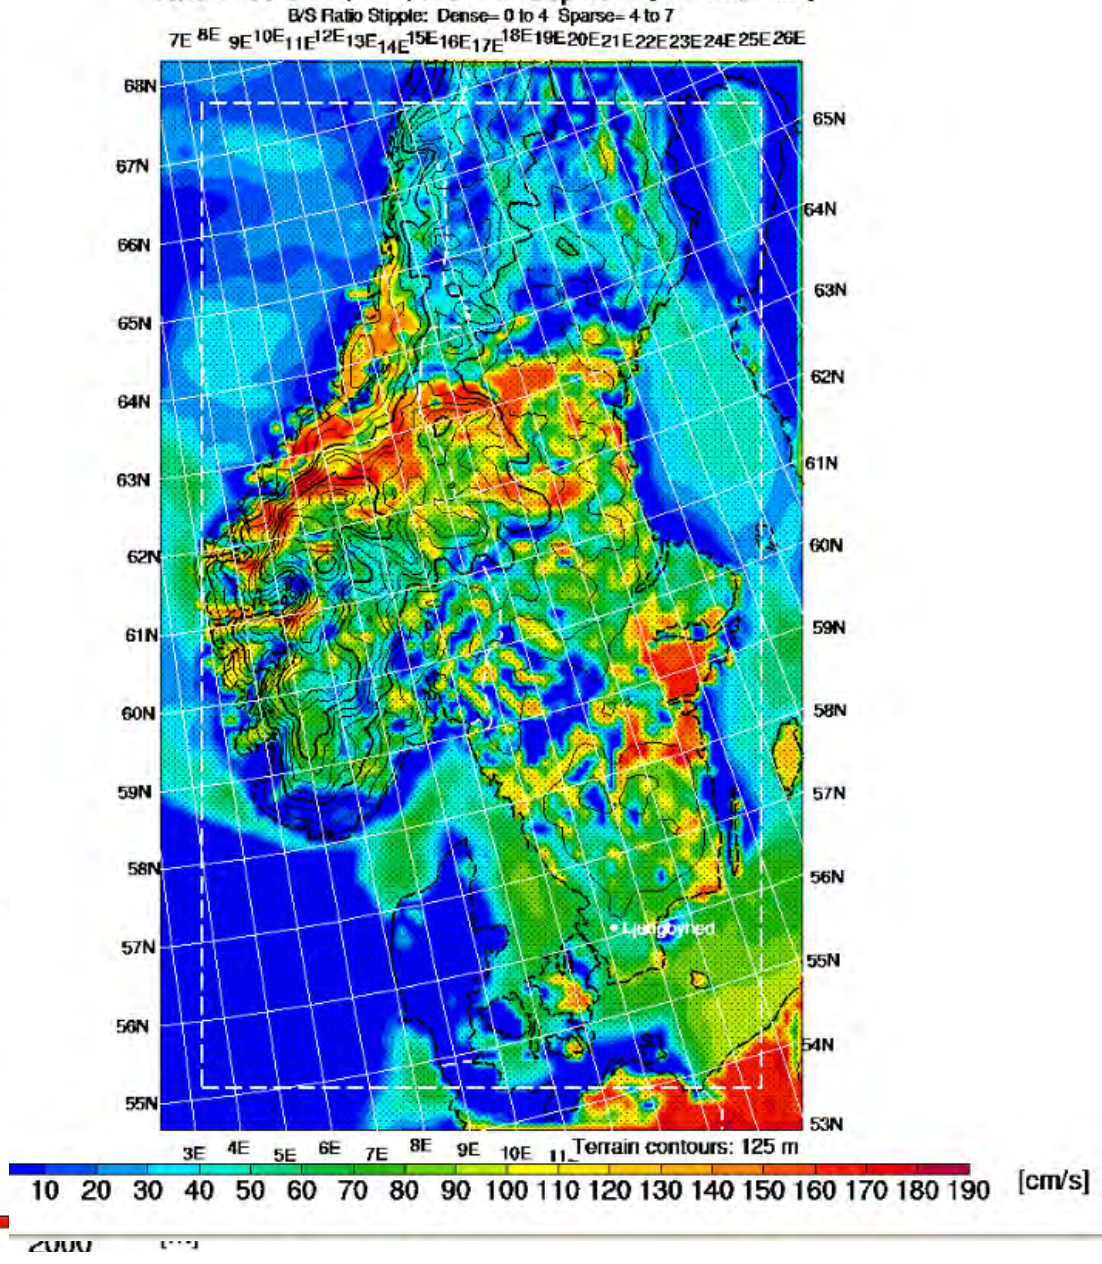 B/S Ratio Stipple: Dense= 0 to 4 Sparse= 4 to 7
7E 8E 9E 10E 11E 12E 13E 14E 15E 16E 17E 18E 19E 20E 21E 22E 23E 24E 25E 26E
68N
65N
67N
64N
66N
63N
65N
62N
64N
61N
63N
60N
62N
59N
61N
58N
60N
57N
59N
56N
58N
Ljungbyhed
55N
57N
54N
56N
55N
53N
3E 4E 5E 6E 7E 8E 9E 10E Terrain contours: 125 m
10 20 30 40 50 60 70 80 90 100 110 120 130 140 150 160 170 180 190 [cm/s]